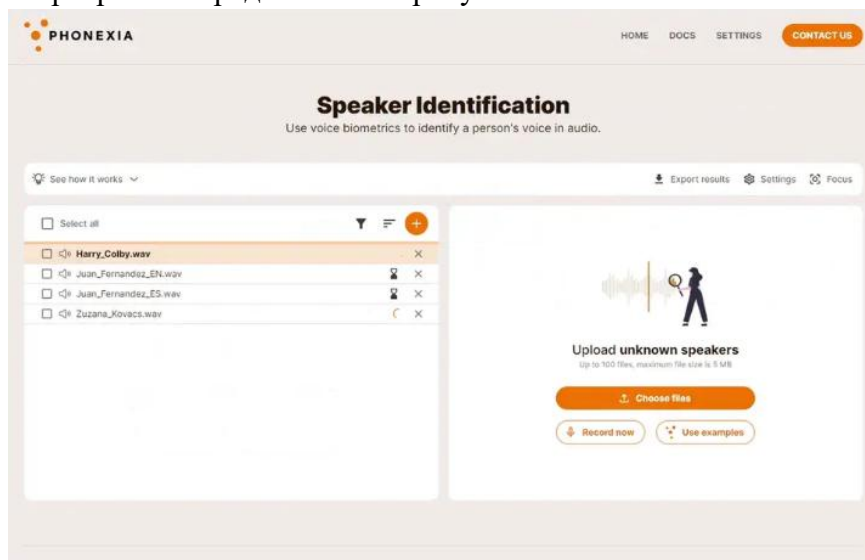 PHONEXIA
HOME DOCS SETTINGS CONTACT US
Speaker Identification
Use voice biometrics to identify a person's voice in audio.
See how it works
Export results Settings Focus
Select all
Harry_Colby.wav
Juan_Fernandez_EN.wav
Juan_Fernandez_ES.wav
Zuzana_Kovacs.wav
Upload unknown speakers
Up to 100 files, maximum file size is 5 MB
Choose files
Record now Use examples